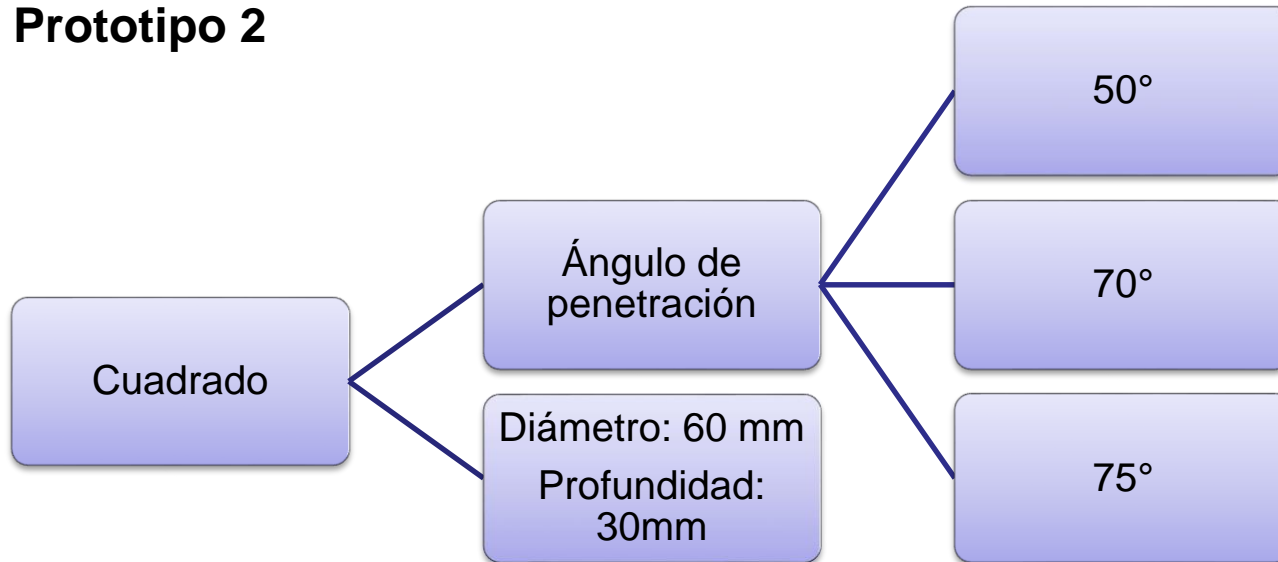 Prototipo 2
Cuadrado
Ángulo de
penetración
Diámetro: 60 mm
Profundidad:
30mm
50°
70°
75°